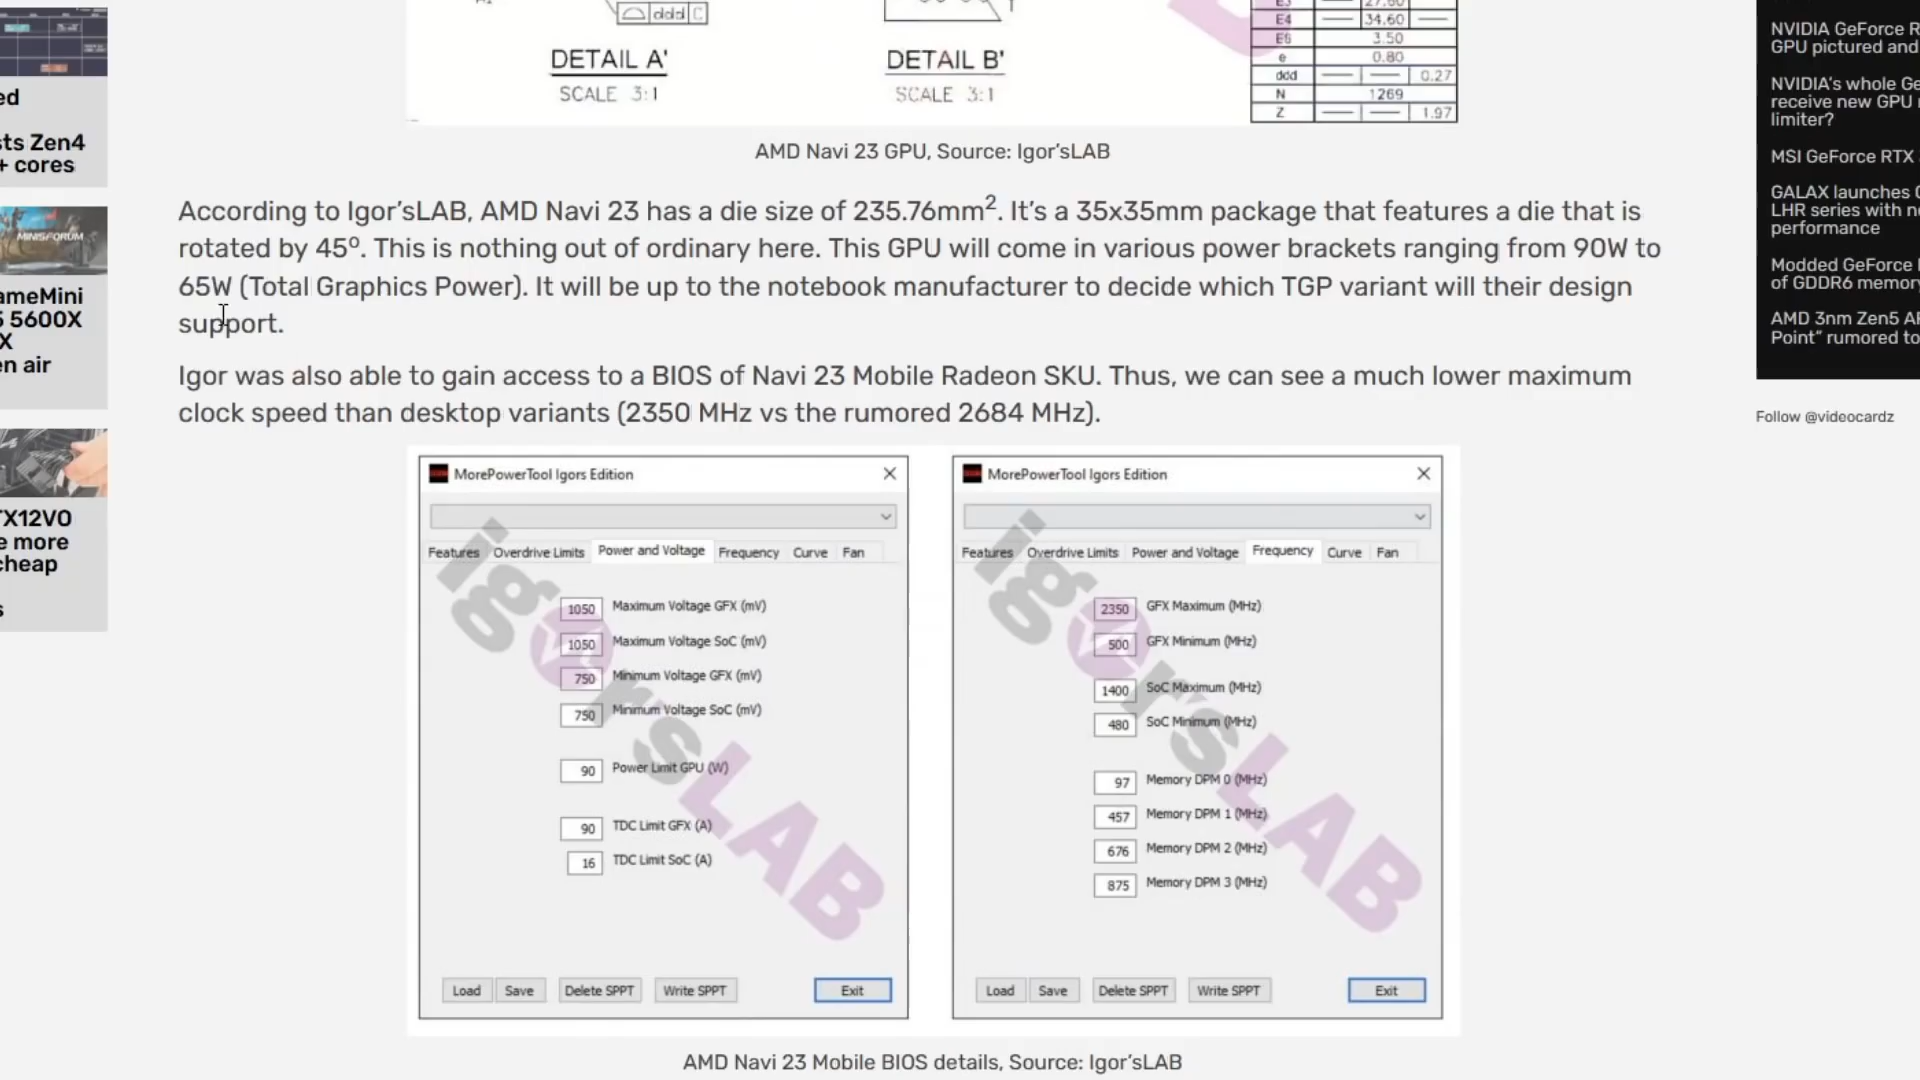 ddd C
DETAIL A'
SCALE 3:1
DETAIL B'
SCALE 3:1
E3 27.60
E4 34.60
E6 3.50
e 0.80
ddd 0.27
N 1269
Z 1.97
AMD Navi 23 GPU, Source: Igor'sLAB
According to Igor'sLAB, AMD Navi 23 has a die size of 235.76mm². It's a 35x35mm package that features a die that is
rotated by 45º. This is nothing out of ordinary here. This GPU will come in various power brackets ranging from 90W to
65W (Total Graphics Power). It will be up to the notebook manufacturer to decide which TGP variant will their design
support.
Igor was also able to gain access to a BIOS of Navi 23 Mobile Radeon SKU. Thus, we can see a much lower maximum
clock speed than desktop variants (2350 MHz vs the rumored 2684 MHz).
MorePowerTool Igors Edition
Features Overdrive Limits Power and Voltage Frequency Curve Fan
1050 Maximum Voltage GFX (mV)
1050 Maximum Voltage SoC (mV)
750 Minimum Voltage GFX (mV)
750 Minimum Voltage SoC (mV)
90 Power Limit GPU (W)
90 TDC Limit GFX (A)
16 TDC Limit SoC (A)
Load Save Delete SPPT Write SPPT Exit
igor'sLAB
MorePowerTool Igors Edition
Features Overdrive Limits Power and Voltage Frequency Curve Fan
2350 GFX Maximum (MHz)
500 GFX Minimum (MHz)
1400 SoC Maximum (MHz)
480 SoC Minimum (MHz)
97 Memory DPM 0 (MHz)
457 Memory DPM 1 (MHz)
676 Memory DPM 2 (MHz)
875 Memory DPM 3 (MHz)
Load Save Delete SPPT Write SPPT Exit
igor'sLAB
AMD Navi 23 Mobile BIOS details, Source: Igor'sLAB
ed
sts Zen4
+ cores
MINISFORUM
ameMini
5 5600X
X
en air
TX12VO
e more
cheap
s
NVIDIA GeForce R
GPU pictured and
NVIDIA's whole Ge
receive new GPU
limiter?
MSI GeForce RTX
GALAX launches
LHR series with
performance
Modded GeForce
of GDDR6 memory
AMD 3nm Zen5 AP
Point" rumored to
Follow @videocardz